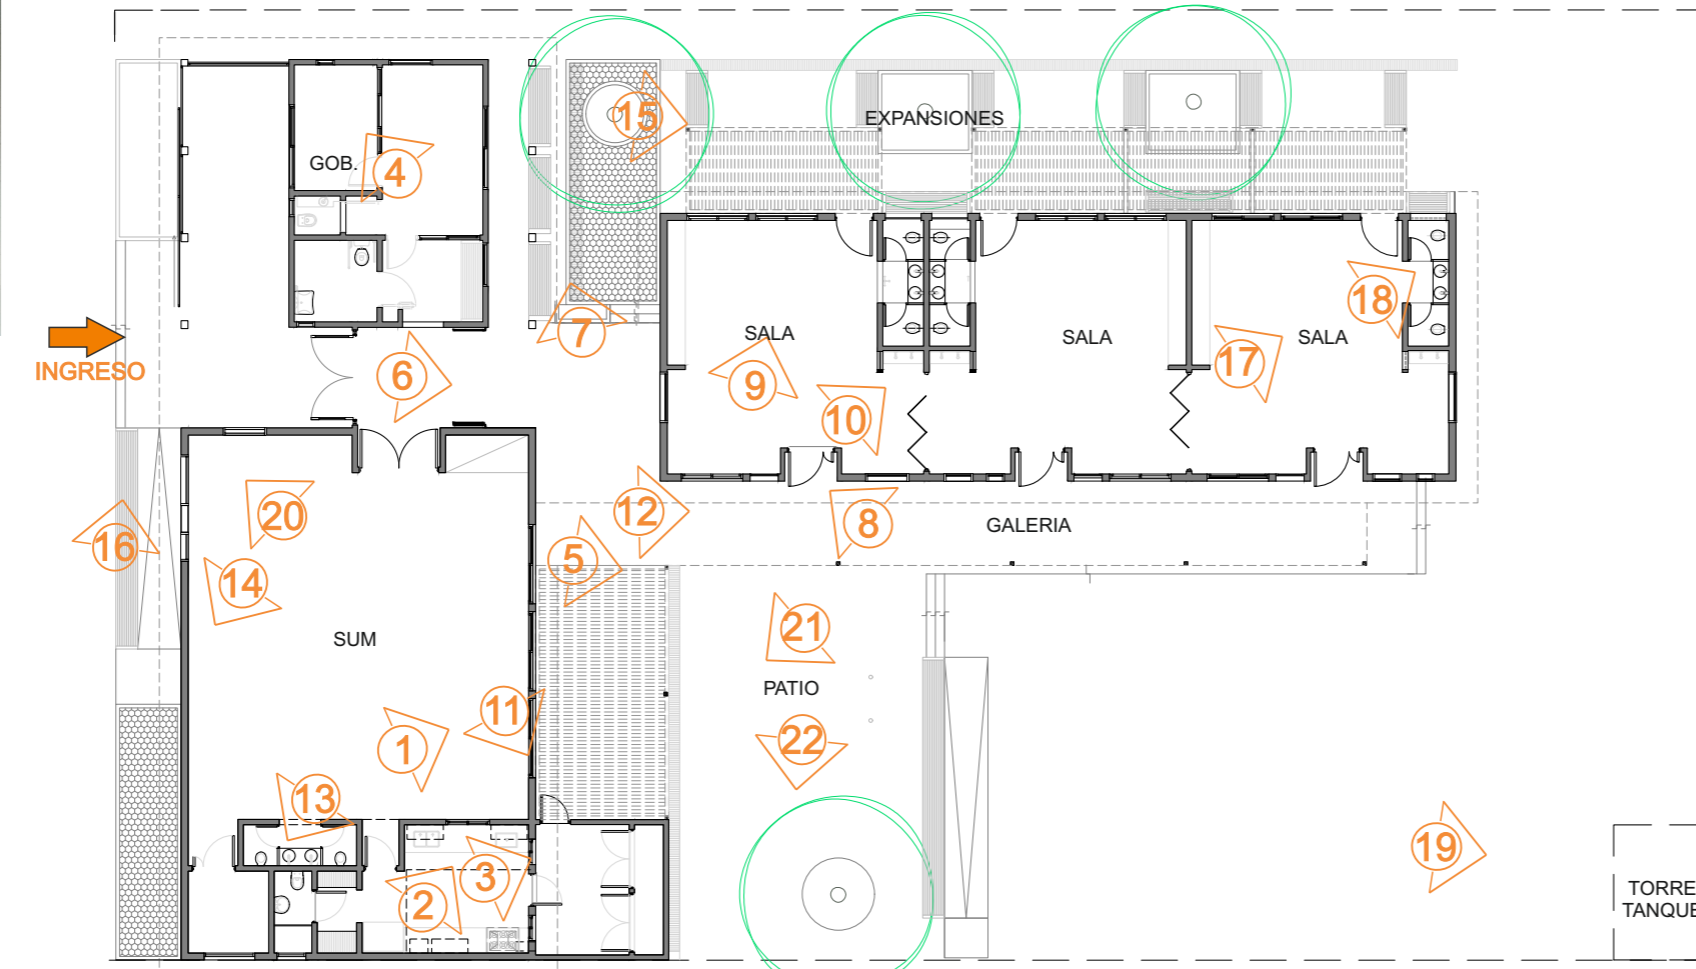 15
EXPANSIONES
GOB.
4
18
7
SALA
SALA
SALA
INGRESO
6
9
17
10
20
12
8
GALERIA
16
5
14
21
SUM
PATIO
11
1
22
13
19
3
2
TORRE
TANQUE